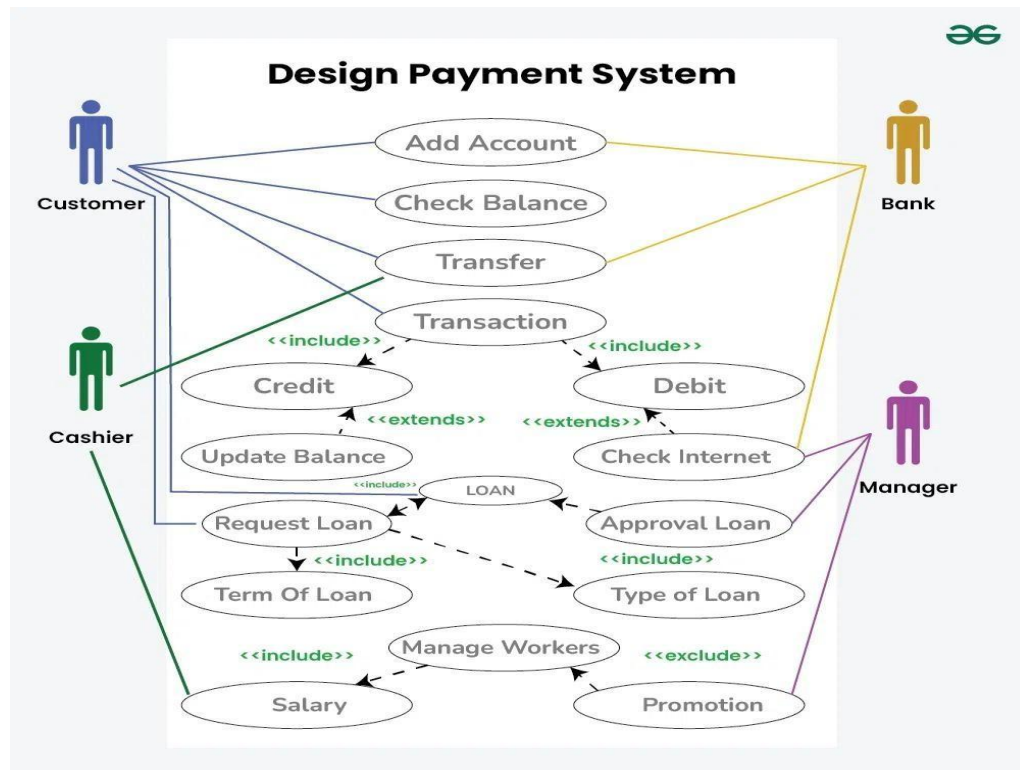 Design Payment System
Add Account
Customer
Check Balance
Bank
Transfer
Transaction
<<include>>
<<include>>
Credit
Debit
<<extends>>
<<extends>>
Cashier
Update Balance
Check Internet
<<include>>
LOAN
Manager
Request Loan
Approval Loan
<<include>>
<<include>>
Term Of Loan
Type of Loan
Manage Workers
<<include>>
<<exclude>>
Salary
Promotion